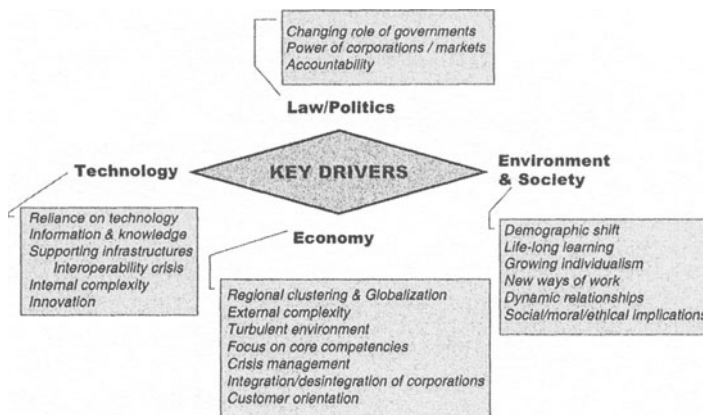 Changing role of governments
Power of corporations / markets
Accountability
Law/Politics
Technology
KEY DRIVERS
Environment
& Society
Reliance on technology
Information & knowledge
Supporting infrastructures
Interoperability crisis
Internal complexity
Innovation
Economy
Regional clustering & Globalization
External complexity
Turbulent environment
Focus on core competencies
Crisis management
Integration/desintegration of corporations
Customer orientation
Demographic shift
Life-long learning
Growing individualism
New ways of work
Dynamic relationships
Social/moral/ethical implications